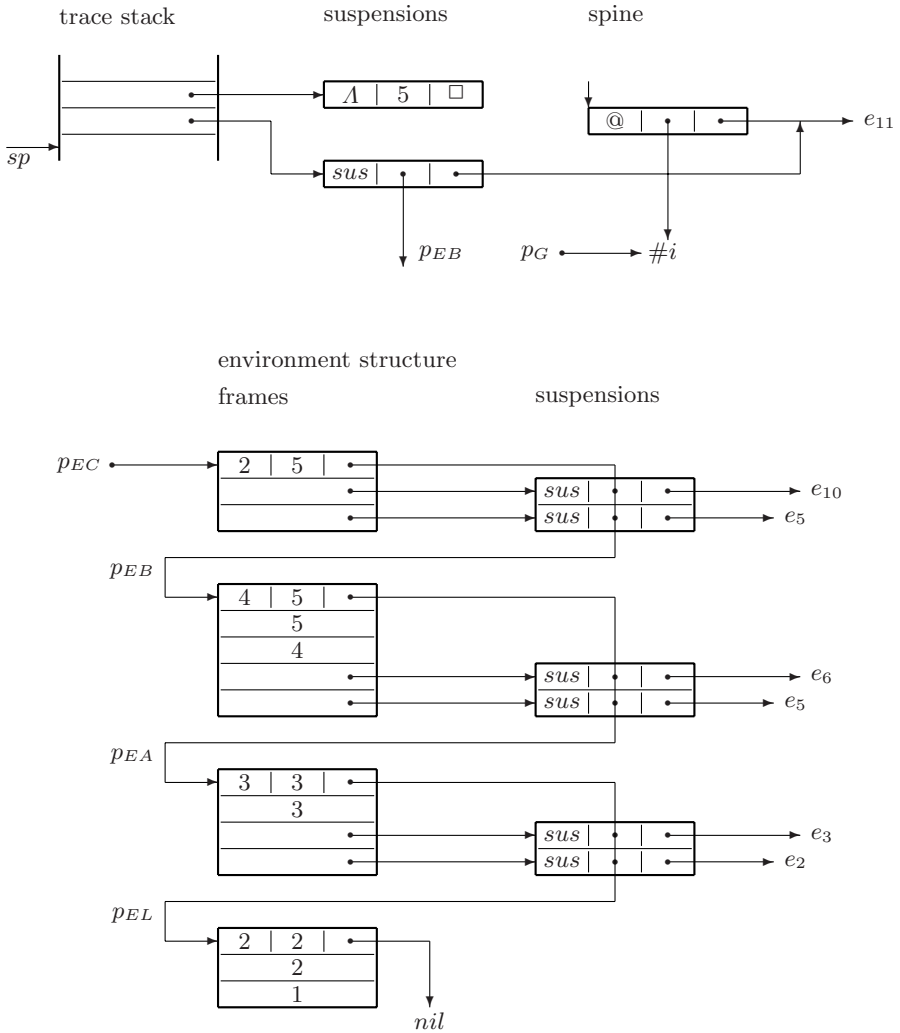 trace stack suspensions spine
Λ | 5 | □
@ | | e11
sp
sus | |
pEB pG #i
environment structure
frames suspensions
pEC 2 | 5 |
sus | | e10
sus | | e5
pEB
4 | 5 |
5
4
sus | | e6
sus | | e5
pEA
3 | 3 |
3
sus | | e3
sus | | e2
pEL
2 | 2 |
2
1
nil